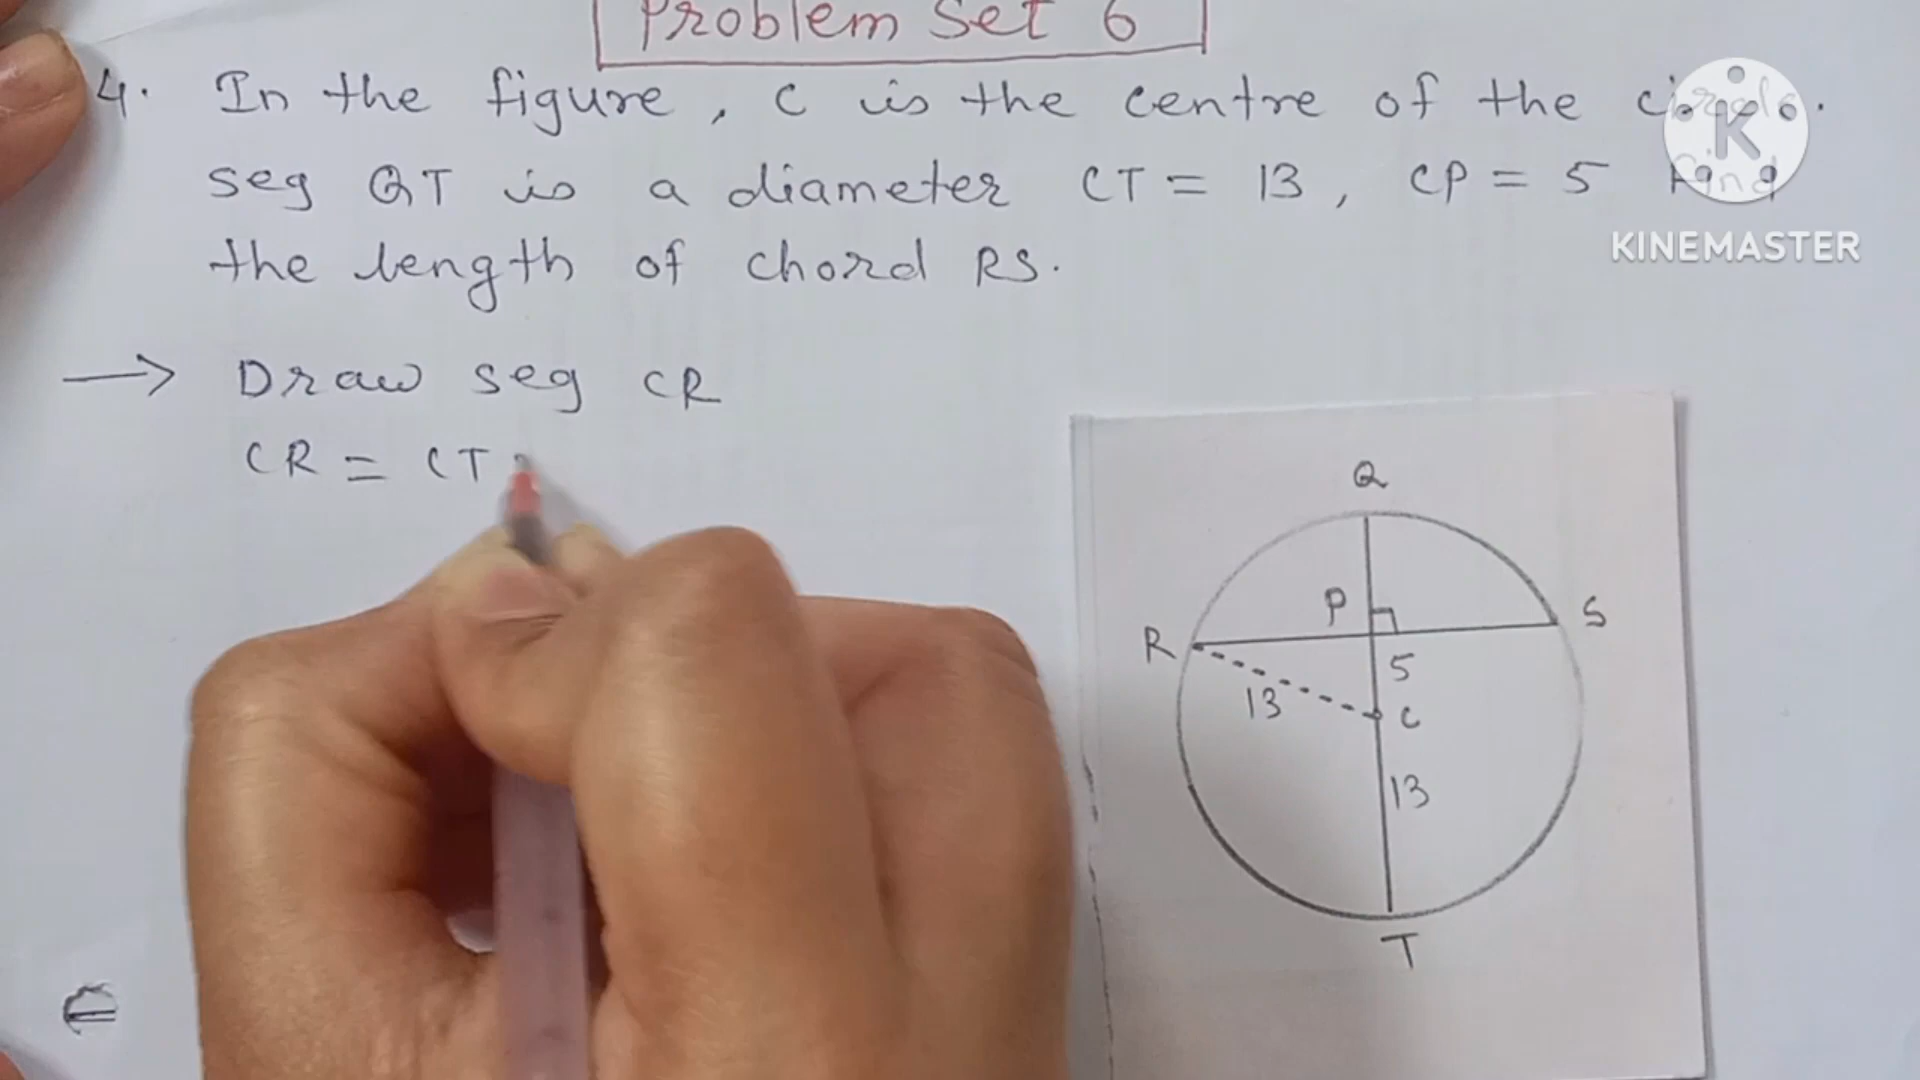 Problem Set 6
4. In the figure, C is the centre of the circle.
seg QT is a diameter CT = 13, CP = 5 Find
the length of chord RS.
K
KINEMASTER
→ Draw seg CR
CR = CT
Q
P
S
R
5
13
C
13
T